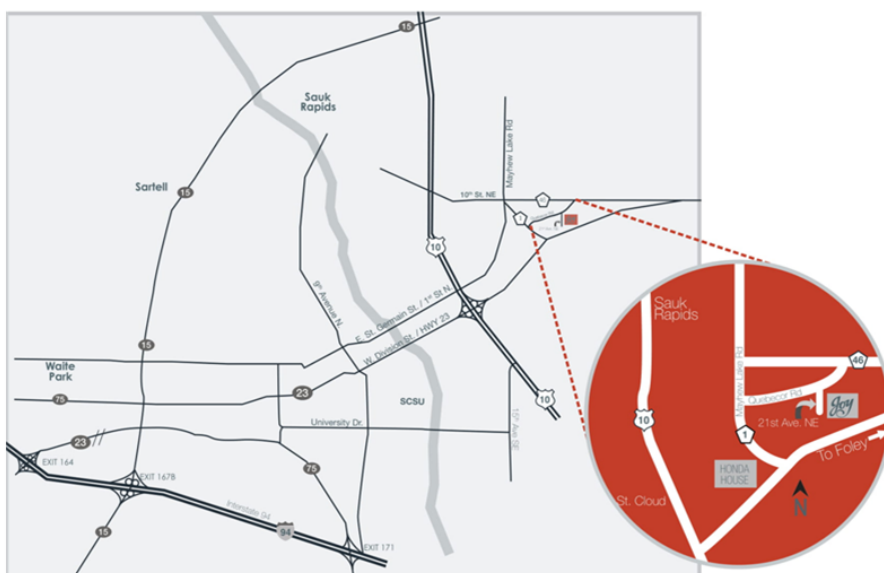 15
15
Sauk
Rapids
Mayhew Lake Rd
Sartell
15
10th St. NE
1
10
9th Avenue N.
E. St. Germain St. / 1st St N.
W. Division St. / HWY 23
15
Waite
Park
75
23
SCSU
10
15th Ave SE
University Dr.
23
EXIT 164
75
EXIT 167B
Interstate 94
94
15
EXIT 171
Sauk
Rapids
Mayhew Lake Rd
46
Quebecor Rd
Joy
10
21st Ave. NE
1
To Foley
HONDA
HOUSE
St. Cloud
N